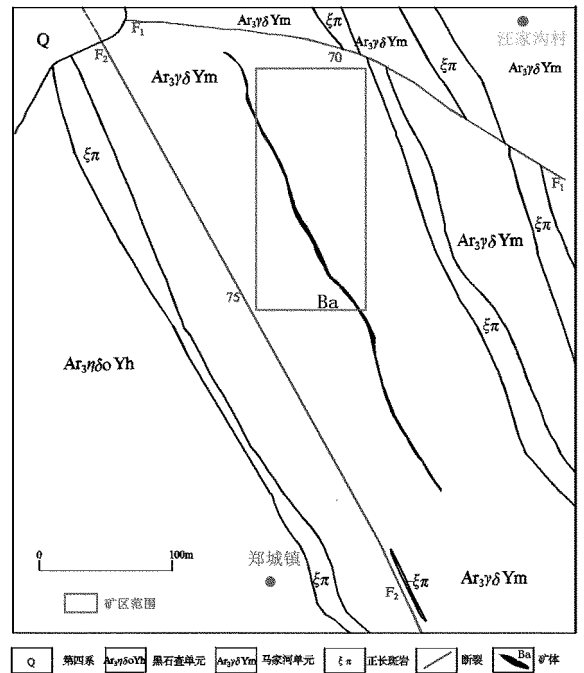 Q
F₁
Ar₃γδYm
ξπ
Ar₃γδYm
汪家沟村
F₂
70
Ar₃γδYm
ξπ
Ar₃γδYm
ξπ
F₁
ξπ
Ar₃γδYm
75
Ba
ξπ
Ar₃ηδoYh
0 100m
郑城镇
矿区范围
ξπ
F₂
ξπ
Ar₃γδYm
Q 第四系 Ar₃ηδoYh 黑石查单元 Ar₃γδYm 马家河单元 ξπ 正长斑岩 断裂 Ba 矿体